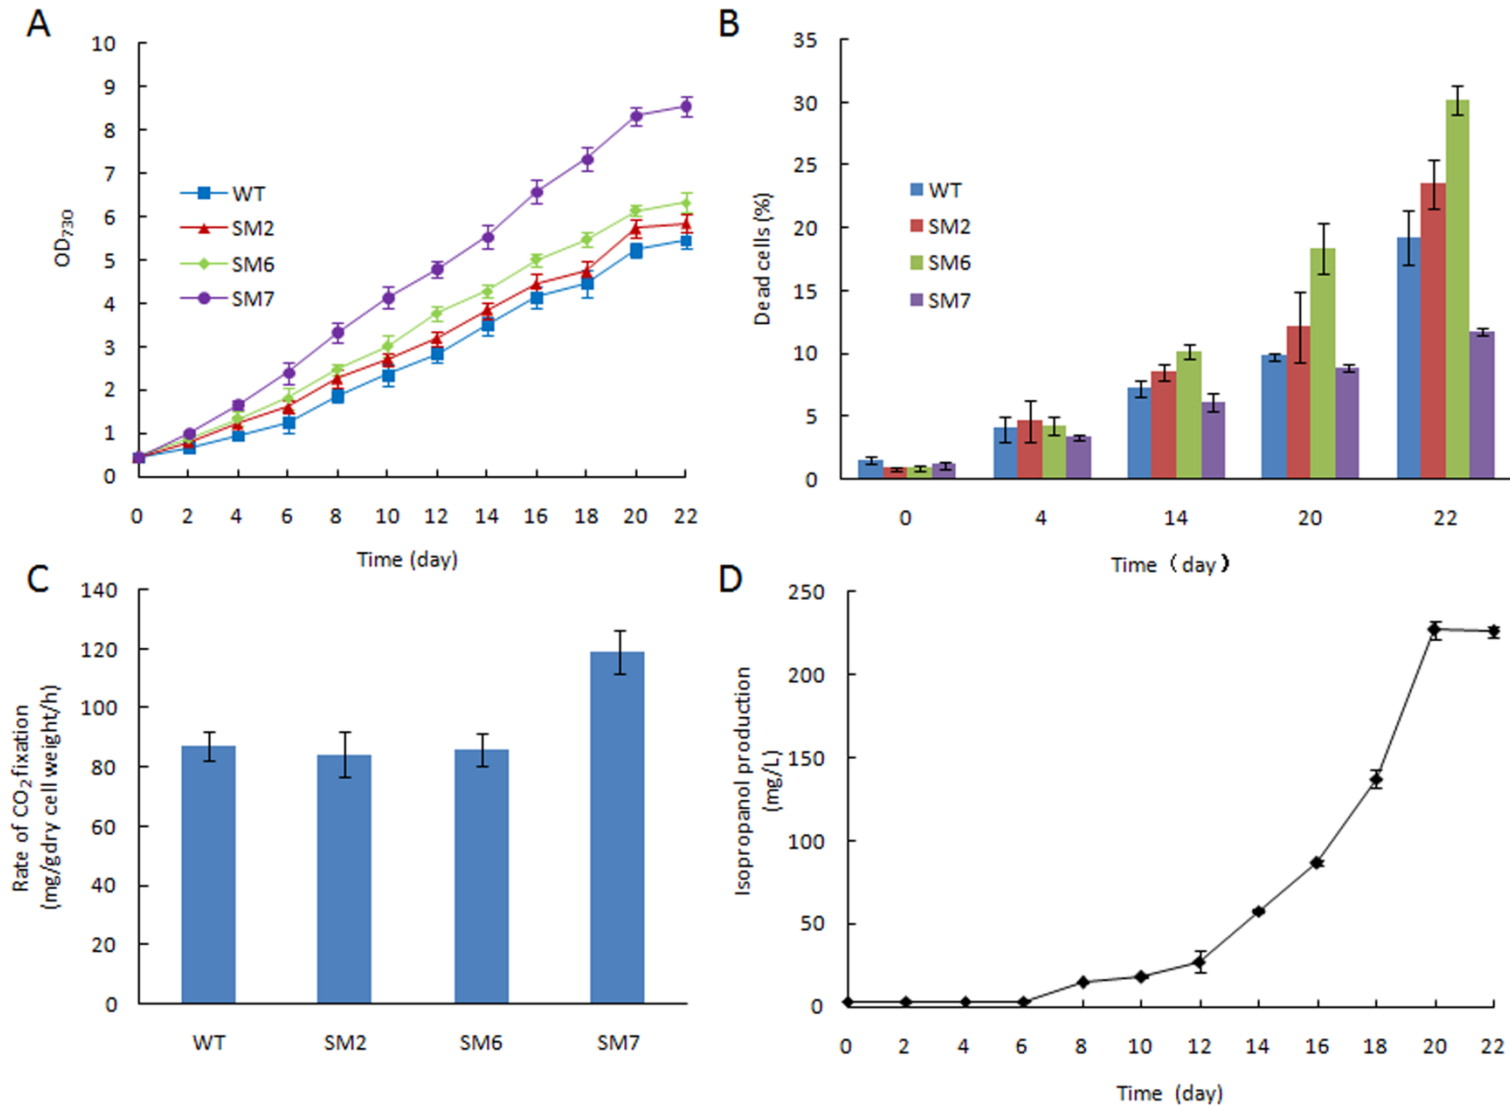 A
10
9
8
7
6
5
4
3
2
1
0
OD730
WT
SM2
SM6
SM7
0 2 4 6 8 10 12 14 16 18 20 22
Time (day)
B
35
30
25
20
15
10
5
0
Dead cells (%)
WT
SM2
SM6
SM7
0 4 14 20 22
Time（day）
C
140
120
100
80
60
40
20
0
Rate of CO2 fixation
(mg/gdry cell weight/h)
WT SM2 SM6 SM7
D
250
200
150
100
50
0
Isopropanol production
(mg/L)
0 2 4 6 8 10 12 14 16 18 20 22
Time (day)